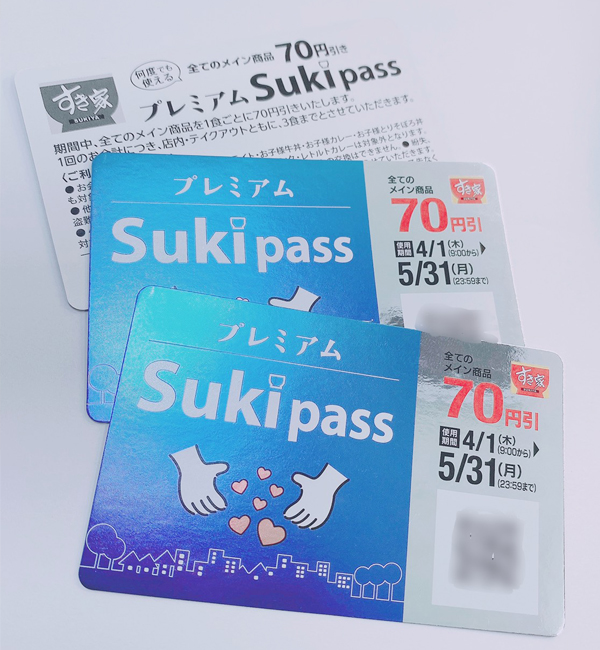 すき家
SUKIYA
何度でも
使える
全てのメイン商品 70円引き
プレミアム Sukipass
期間中、全てのメイン商品を1食ごとに70円引きいたします。
1回のお会計につき、店内・テイクアウトともに、3食までとさせていただきます。
プレミアム
Sukipass
全ての
メイン商品
すき家
70円引
使用
期間
4/1(木)
(9:00から)
5/31(月)
(23:59まで)
プレミアム
Sukipass
全ての
メイン商品
すき家
70円引
使用
期間
4/1(木)
(9:00から)
5/31(月)
(23:59まで)